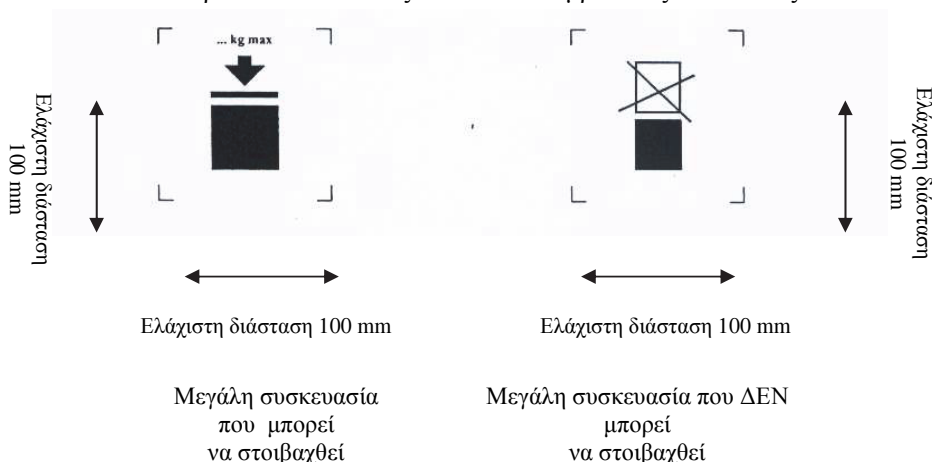 ... kg max
Ελάχιστη διάσταση
100 mm
Ελάχιστη διάσταση
100 mm
Ελάχιστη διάσταση 100 mm
Ελάχιστη διάσταση 100 mm
Μεγάλη συσκευασία
που μπορεί
να στοιβαχθεί
Μεγάλη συσκευασία που ΔΕΝ
μπορεί
να στοιβαχθεί